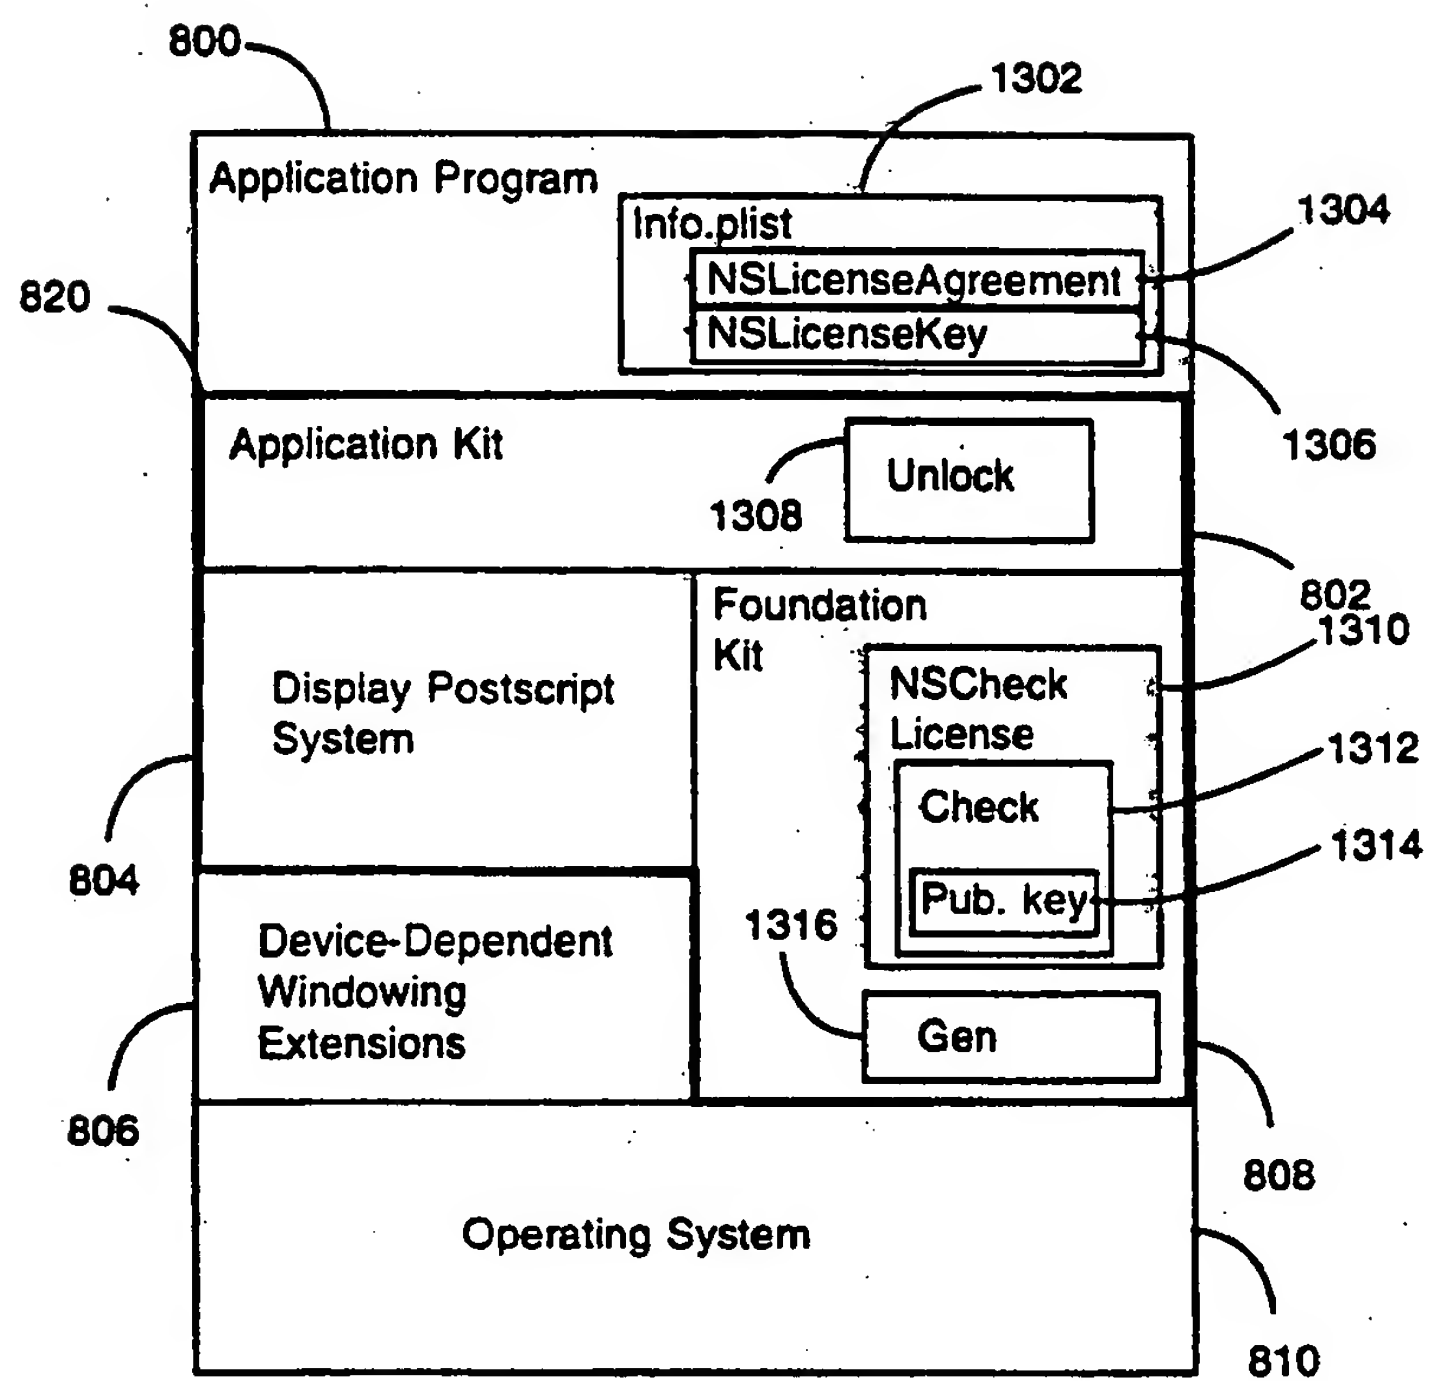 800
1302
Application Program
Info.plist
1304
NSLicenseAgreement
820
NSLicenseKey
Application Kit
1306
Unlock
1308
802
Foundation
Kit
1310
NSCheck
License
Display Postscript
System
1312
Check
1314
804
Pub. key
1316
Device-Dependent
Windowing
Extensions
Gen
806
808
Operating System
810